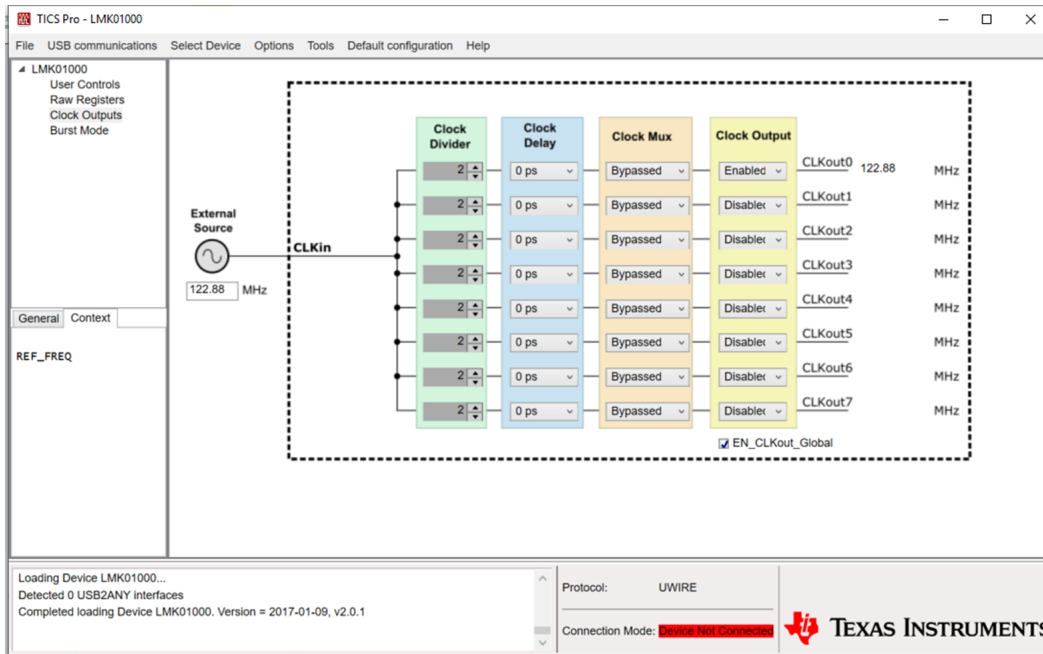 TICS Pro - LMK01000
File USB communications Select Device Options Tools Default configuration Help
LMK01000
User Controls
Raw Registers
Clock Outputs
Burst Mode
General Context
REF_FREQ
External
Source
122.88 MHz
CLKin
Clock
Divider
Clock
Delay
Clock Mux
Clock Output
2 0 ps Bypassed Enabled CLKout0 122.88 MHz
2 0 ps Bypassed Disablec CLKout1 MHz
2 0 ps Bypassed Disablec CLKout2 MHz
2 0 ps Bypassed Disablec CLKout3 MHz
2 0 ps Bypassed Disablec CLKout4 MHz
2 0 ps Bypassed Disablec CLKout5 MHz
2 0 ps Bypassed Disablec CLKout6 MHz
2 0 ps Bypassed Disablec CLKout7 MHz
EN_CLKout_Global
Loading Device LMK01000...
Detected 0 USB2ANY interfaces
Completed loading Device LMK01000. Version = 2017-01-09, v2.0.1
Protocol: UWIRE
Connection Mode: Device Not Connected
TEXAS INSTRUMENTS